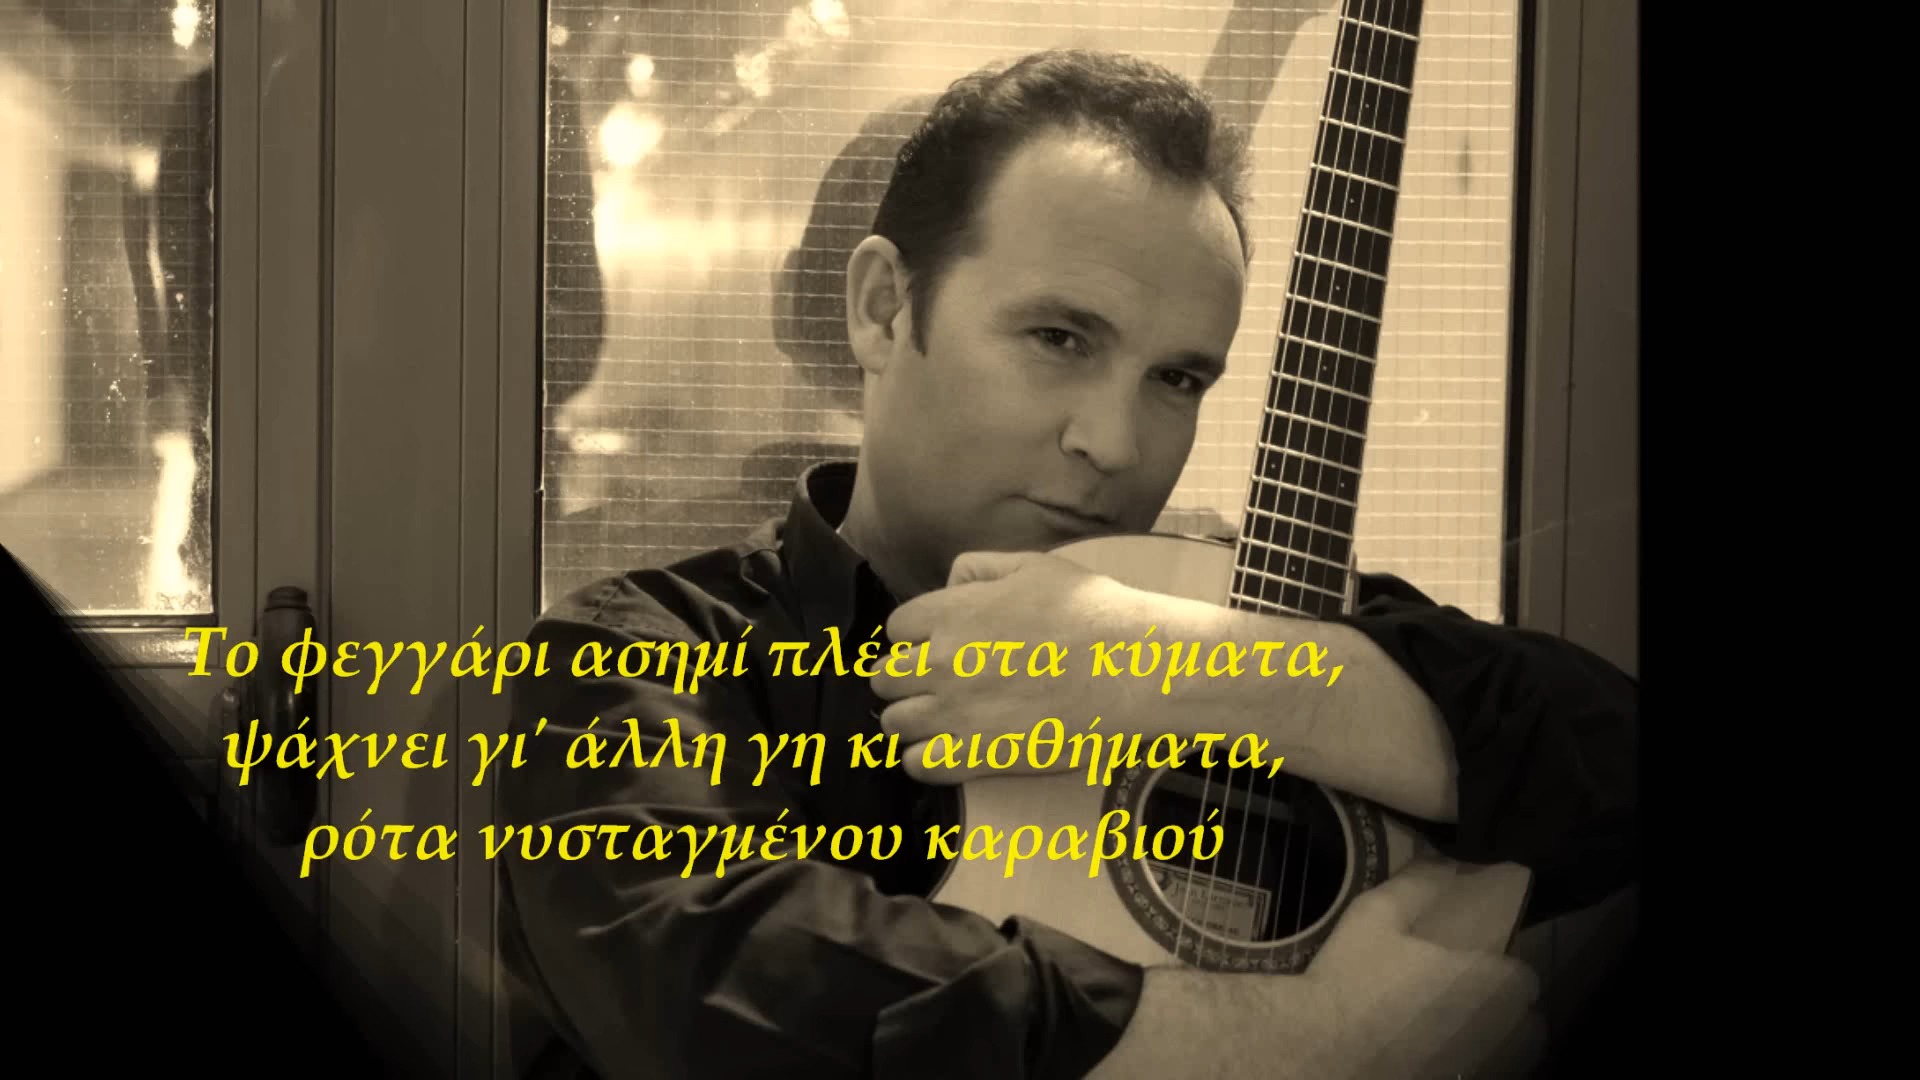 Το φεγγάρι ασημί πλέει στα κύματα,
ψάχνει γι' άλλη γη κι αισθήματα,
ρότα νυσταγμένου καραβιού